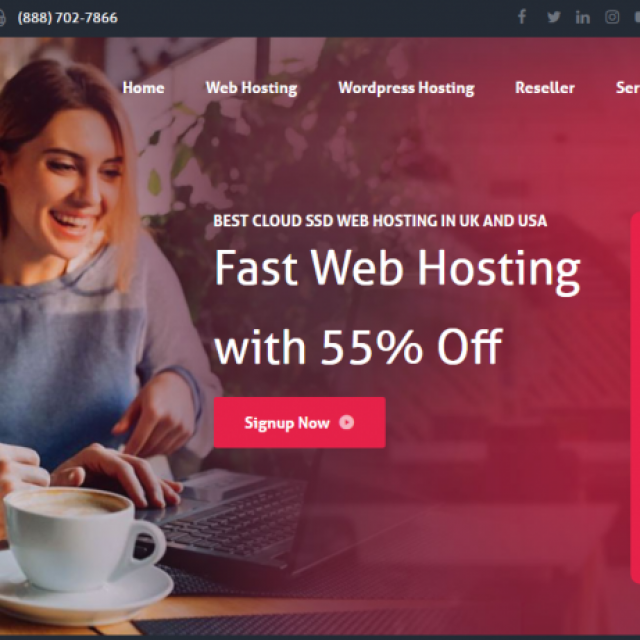 (888) 702-7866
Home Web Hosting Wordpress Hosting Reseller Ser
BEST CLOUD SSD WEB HOSTING IN UK AND USA
Fast Web Hosting
with 55% Off
Signup Now